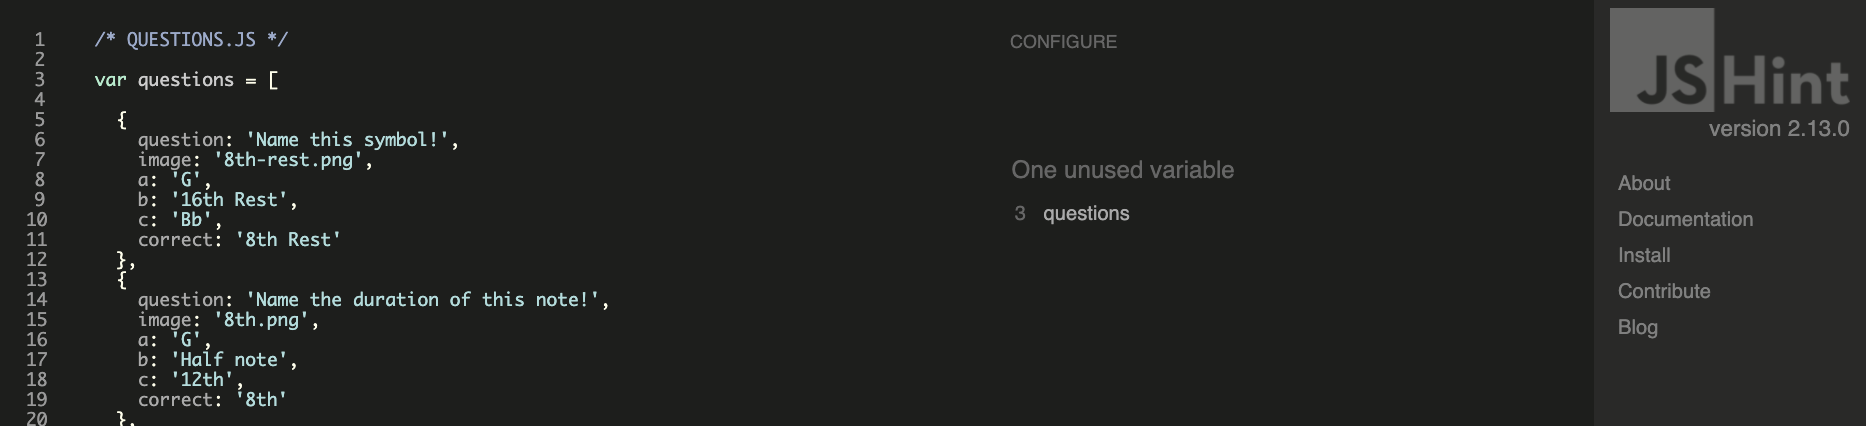 1 /* QUESTIONS.JS */
2
3 var questions = [
4
5 {
6 question: 'Name this symbol!',
7 image: '8th-rest.png',
8 a: 'G',
9 b: '16th Rest',
10 c: 'Bb',
11 correct: '8th Rest'
12 },
13 {
14 question: 'Name the duration of this note!',
15 image: '8th.png',
16 a: 'G',
17 b: 'Half note',
18 c: '12th',
19 correct: '8th'
20 },
CONFIGURE
One unused variable
3 questions
JSHint
version 2.13.0
About
Documentation
Install
Contribute
Blog